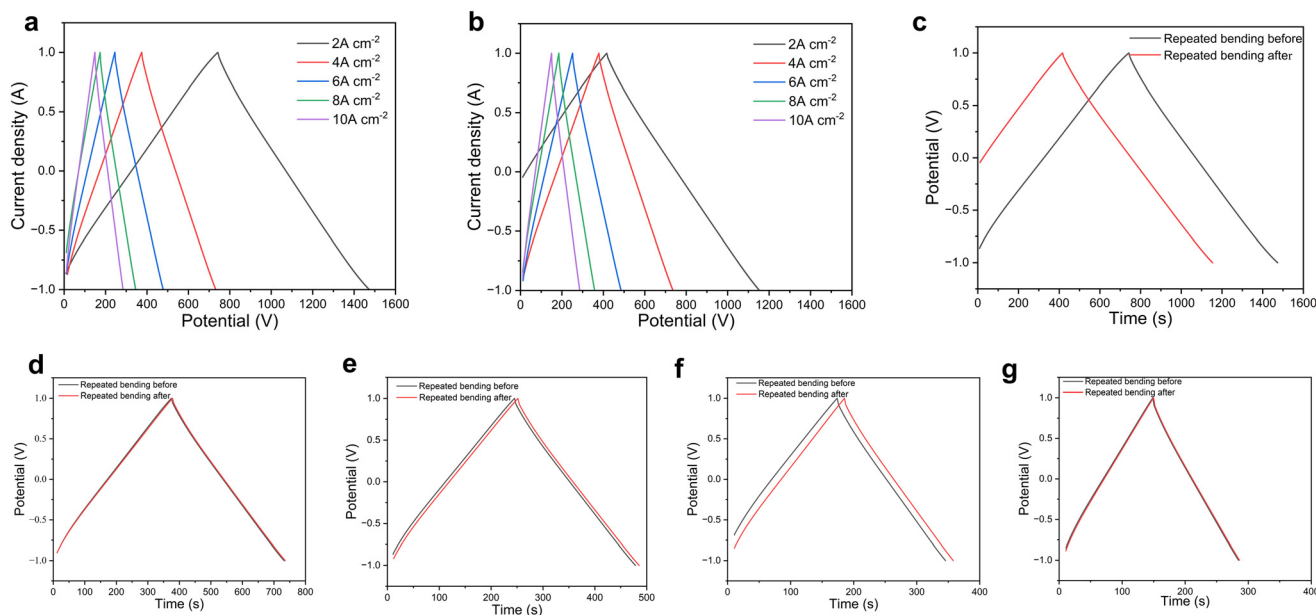 a
Current density (A)
1.0
0.5
0.0
−0.5
−1.0
0 200 400 600 800 1000 1200 1400 1600
Potential (V)
2A cm⁻²
4A cm⁻²
6A cm⁻²
8A cm⁻²
10A cm⁻²
b
Current density (A)
1.0
0.5
0.0
−0.5
−1.0
0 200 400 600 800 1000 1200 1400 1600
Potential (V)
2A cm⁻²
4A cm⁻²
6A cm⁻²
8A cm⁻²
10A cm⁻²
c
Repeated bending before
Repeated bending after
Potential (V)
1.0
0.5
0.0
−0.5
−1.0
0 200 400 600 800 1000 1200 1400 1600
Time (s)
d
Repeated bending before
Repeated bending after
Potential (V)
1.0
0.5
0.0
−0.5
−1.0
0 100 200 300 400 500 600 700 800
Time (s)
e
Repeated bending before
Repeated bending after
Potential (V)
1.0
0.5
0.0
−0.5
−1.0
0 100 200 300 400 500
Time (s)
f
Repeated bending before
Repeated bending after
Potential (V)
1.0
0.5
0.0
−0.5
−1.0
0 100 200 300 400
Time (s)
g
Repeated bending before
Repeated bending after
Potential (V)
1.0
0.5
0.0
−0.5
−1.0
0 100 200 300
Time (s)